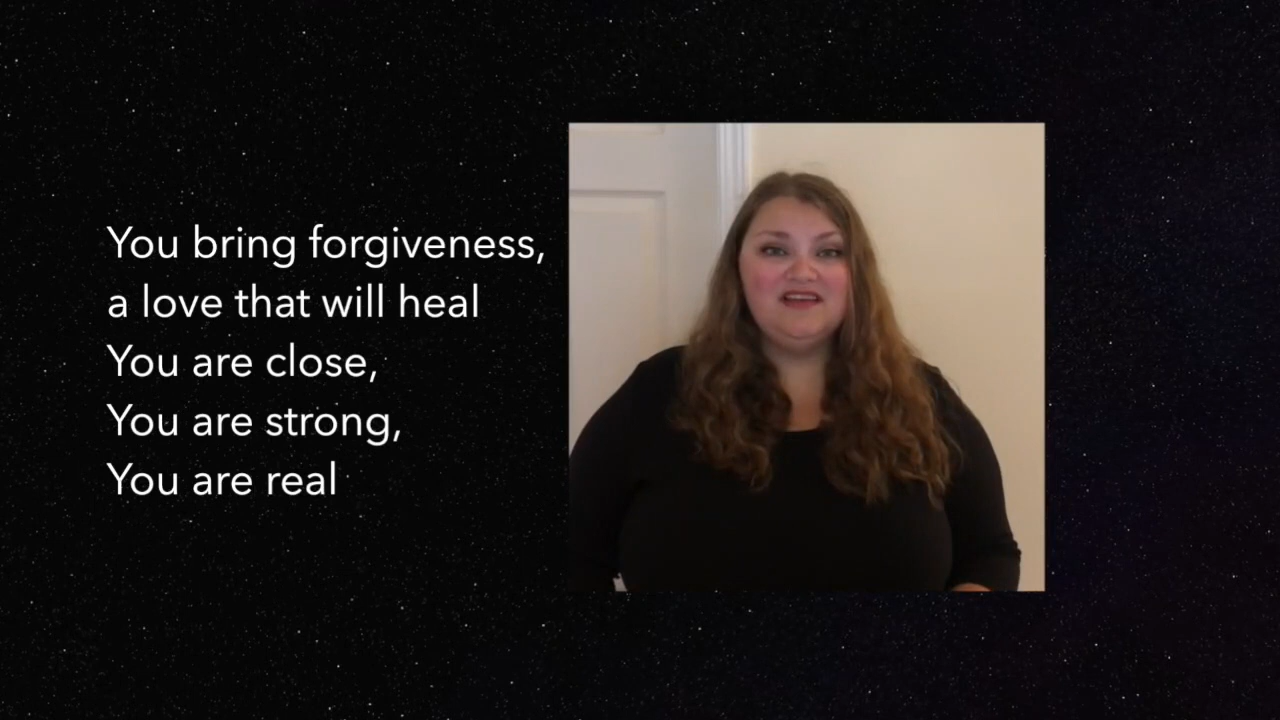 You bring forgiveness,
a love that will heal
You are close,
You are strong,
You are real